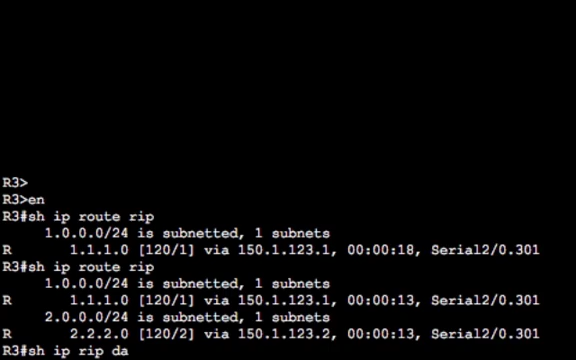 R3>
R3>en
R3#sh ip route rip
1.0.0.0/24 is subnetted, 1 subnets
R 1.1.1.0 [120/1] via 150.1.123.1, 00:00:18, Serial2/0.301
R3#sh ip route rip
1.0.0.0/24 is subnetted, 1 subnets
R 1.1.1.0 [120/1] via 150.1.123.1, 00:00:13, Serial2/0.301
2.0.0.0/24 is subnetted, 1 subnets
R 2.2.2.0 [120/2] via 150.1.123.2, 00:00:13, Serial2/0.301
R3#sh ip rip da